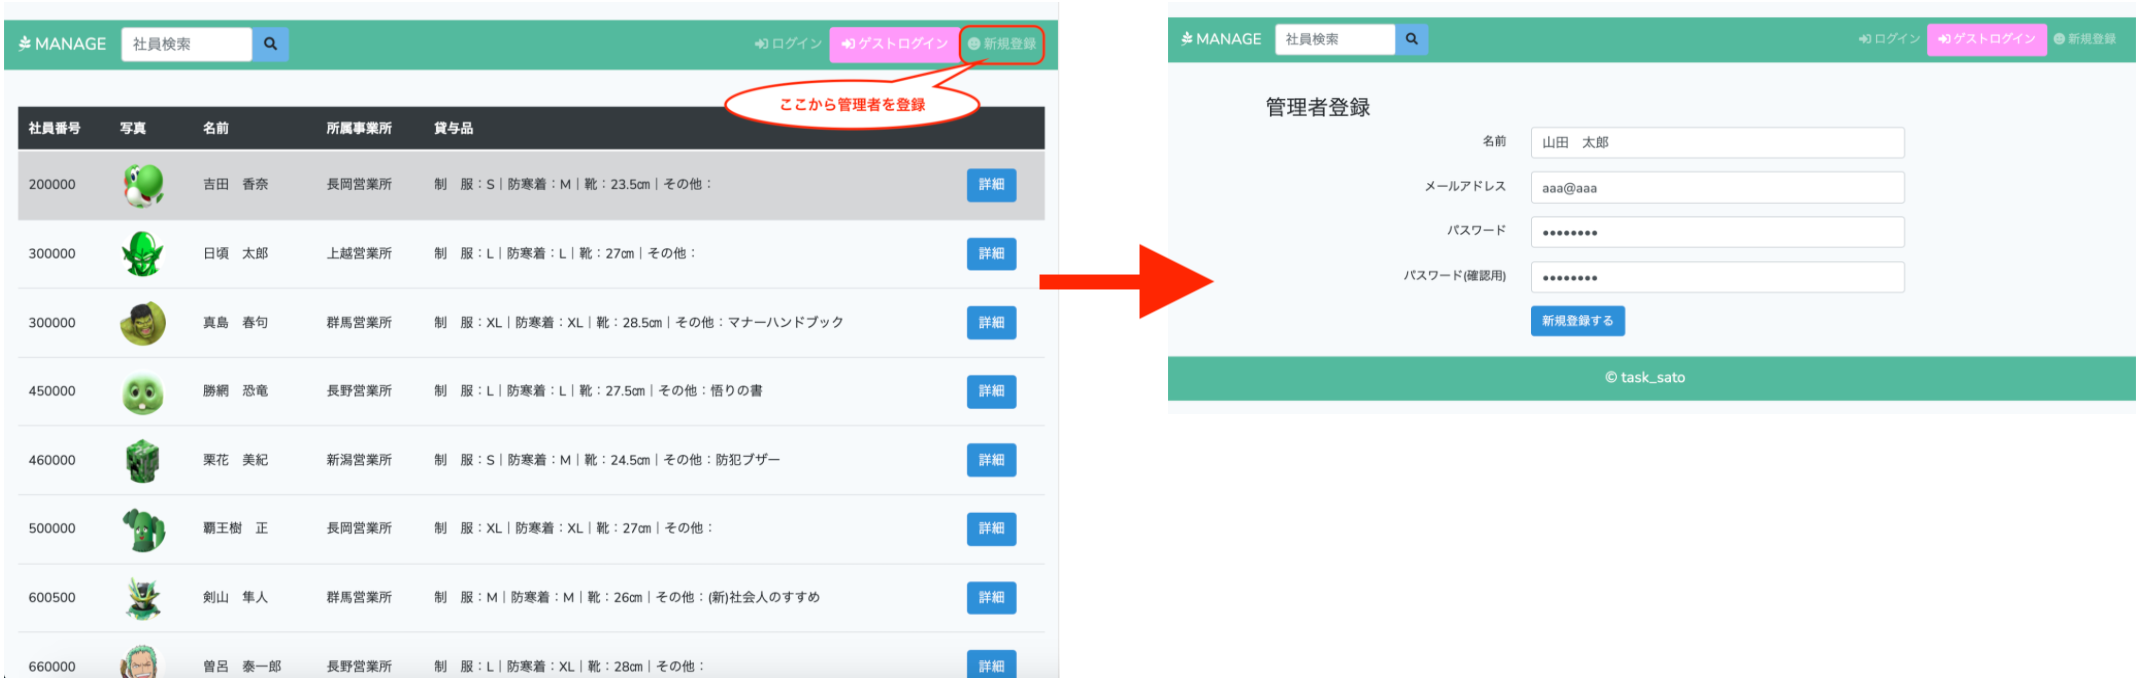 MANAGE 社員検索 ログイン ゲストログイン 新規登録
ここから管理者を登録
社員番号 写真 名前 所属事業所 貸与品
200000 吉田　香奈 長岡営業所 制　服：S｜防寒着：M｜靴：23.5㎝｜その他： 詳細
300000 日頃　太郎 上越営業所 制　服：L｜防寒着：L｜靴：27㎝｜その他： 詳細
300000 真島　春句 群馬営業所 制　服：XL｜防寒着：XL｜靴：28.5㎝｜その他：マナーハンドブック 詳細
450000 勝網　恐竜 長野営業所 制　服：L｜防寒着：L｜靴：27.5㎝｜その他：悟りの書 詳細
460000 栗花　美紀 新潟営業所 制　服：S｜防寒着：M｜靴：24.5㎝｜その他：防犯ブザー 詳細
500000 覇王樹　正 長岡営業所 制　服：XL｜防寒着：XL｜靴：27㎝｜その他： 詳細
600500 剣山　隼人 群馬営業所 制　服：M｜防寒着：M｜靴：26㎝｜その他：(新)社会人のすすめ 詳細
660000 曽呂　泰一郎 長野営業所 制　服：L｜防寒着：XL｜靴：28㎝｜その他： 詳細
MANAGE 社員検索 ログイン ゲストログイン 新規登録
管理者登録
名前 山田　太郎
メールアドレス aaa@aaa
パスワード ••••••••
パスワード(確認用) ••••••••
新規登録する
© task_sato